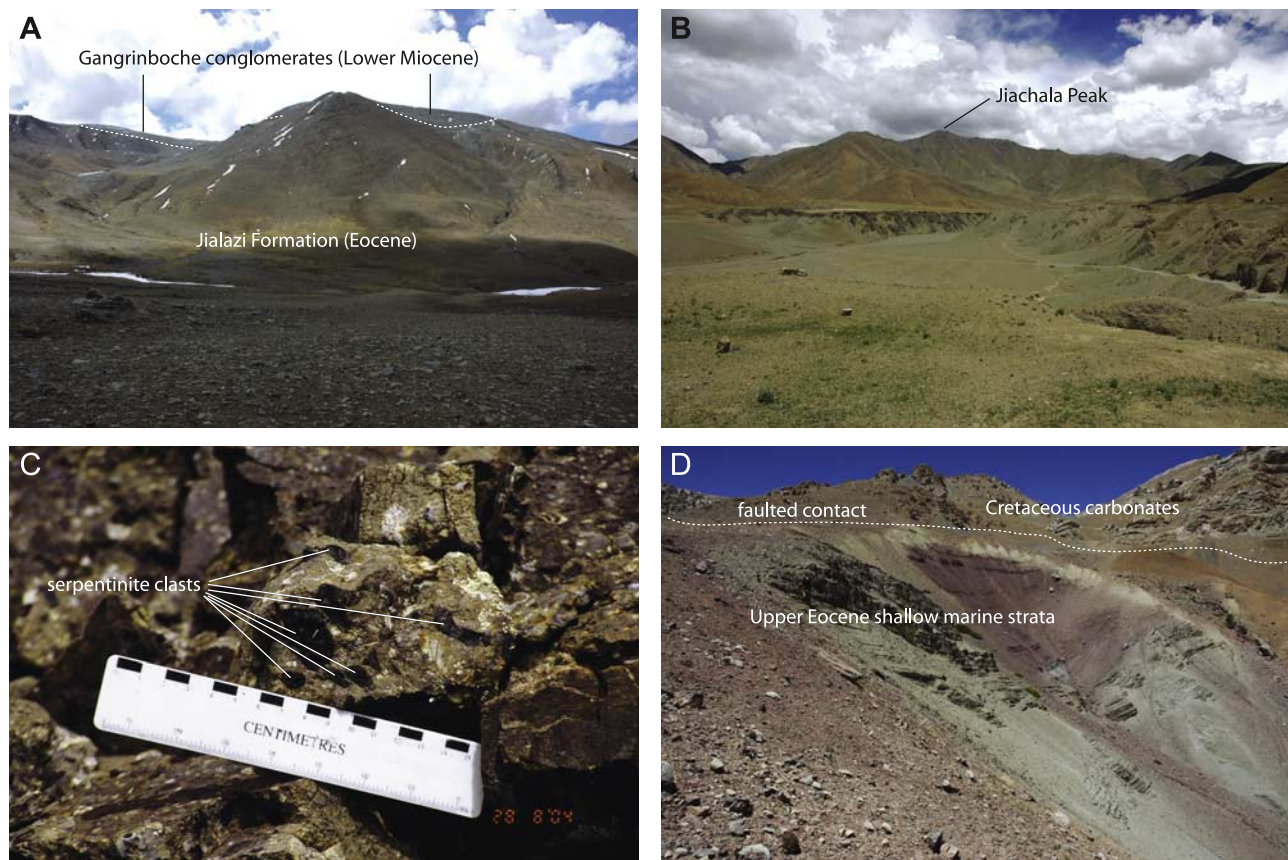 A
Gangrinboche conglomerates (Lower Miocene)
Jialazi Formation (Eocene)
B
Jiachala Peak
C
serpentinite clasts
CENTIMETRES
28 8'04
D
faulted contact
Cretaceous carbonates
Upper Eocene shallow marine strata